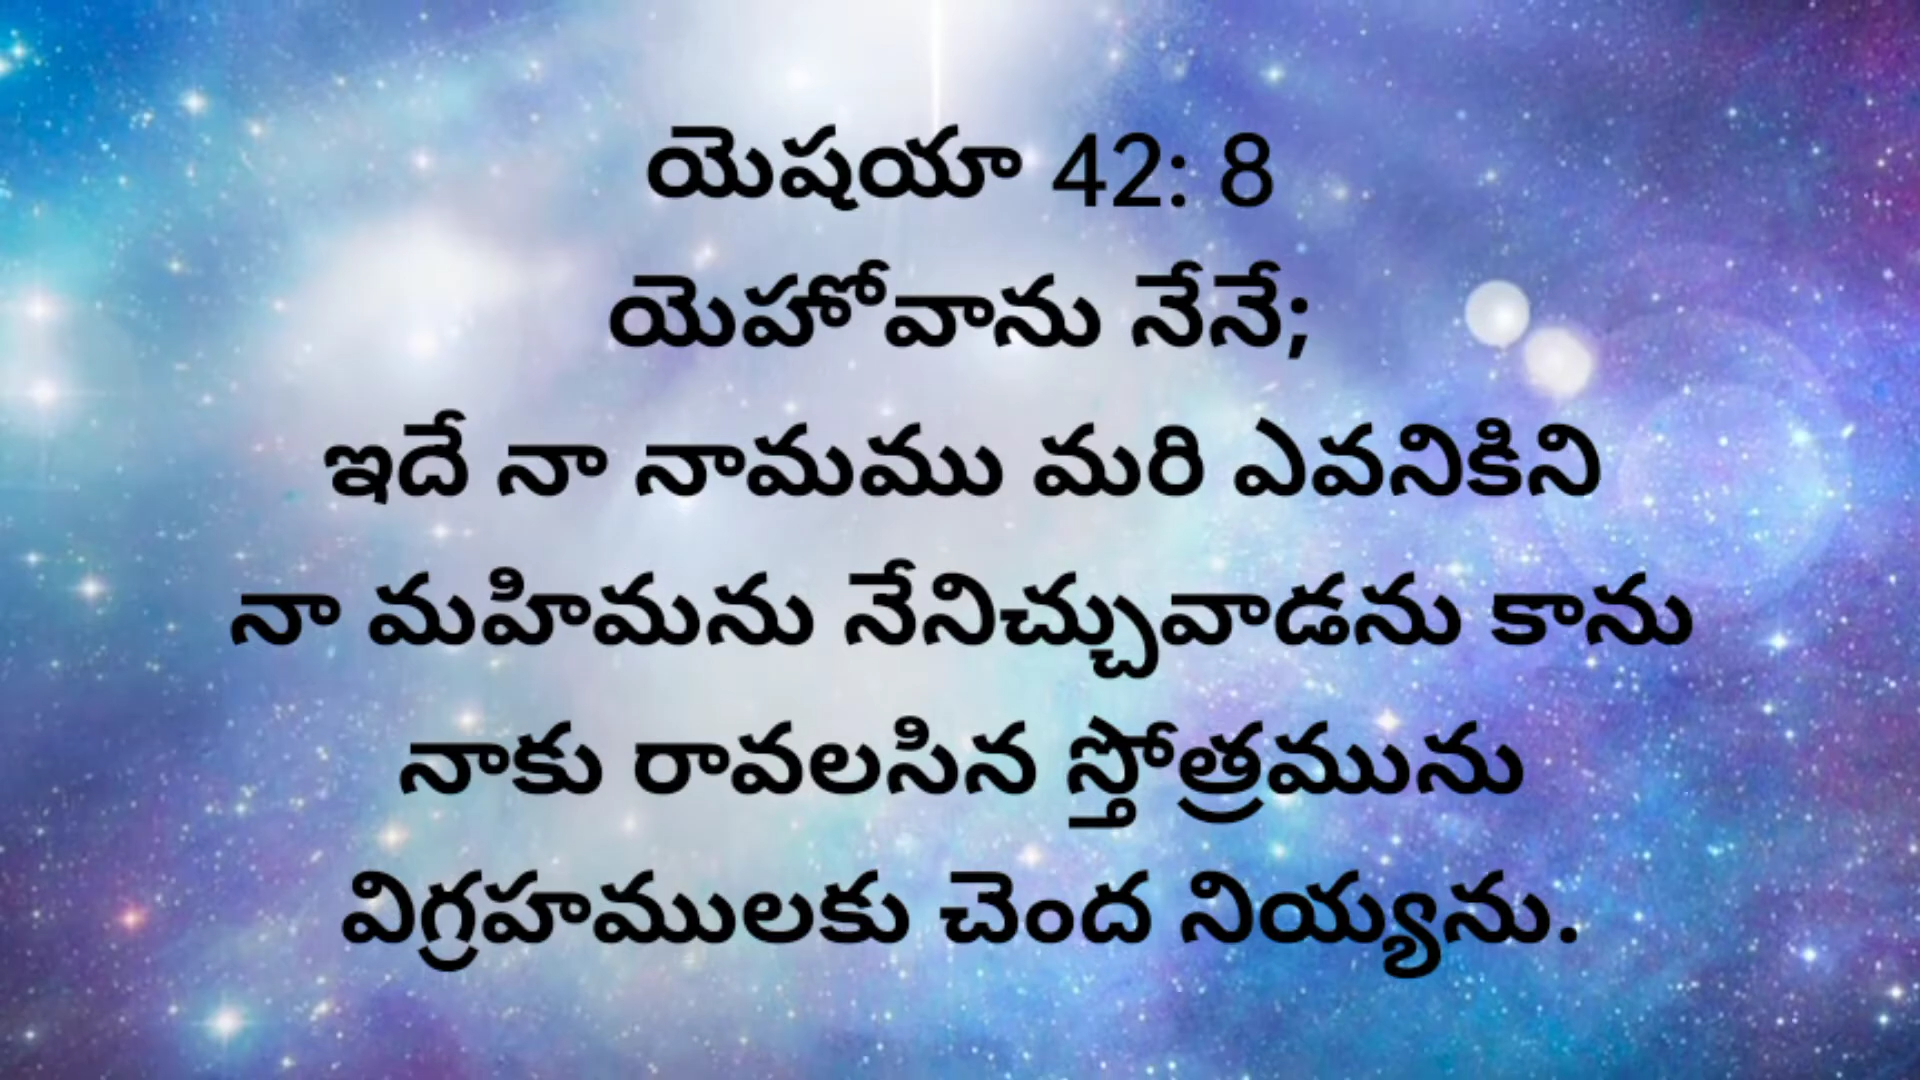 యెషయా 42: 8
యెహోవాను నేనే;
ఇదే నా నామము మరి ఎవనికిని
నా మహిమను నేనిచ్చువాడను కాను
నాకు రావలసిన స్తోత్రమును
విగ్రహములకు చెంద నియ్యను.